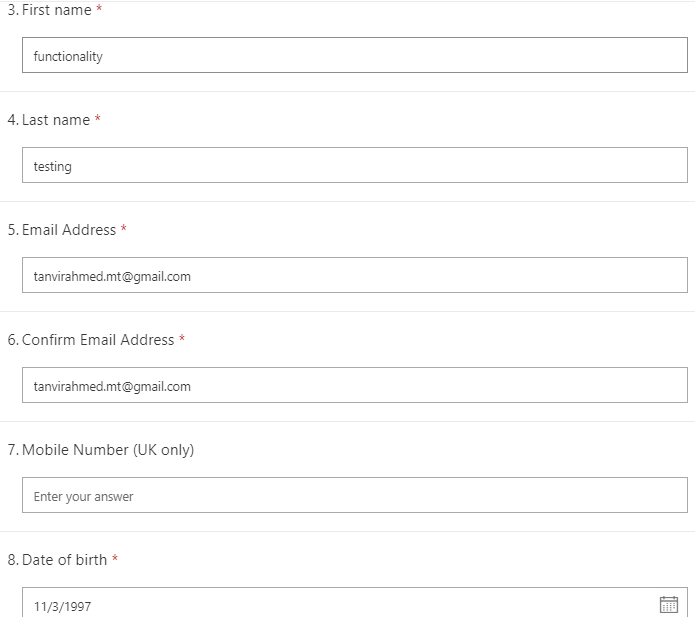 3. First name *
functionality
4. Last name *
testing
5. Email Address *
tanvirahmed.mt@gmail.com
6. Confirm Email Address *
tanvirahmed.mt@gmail.com
7. Mobile Number (UK only)
Enter your answer
8. Date of birth *
11/3/1997